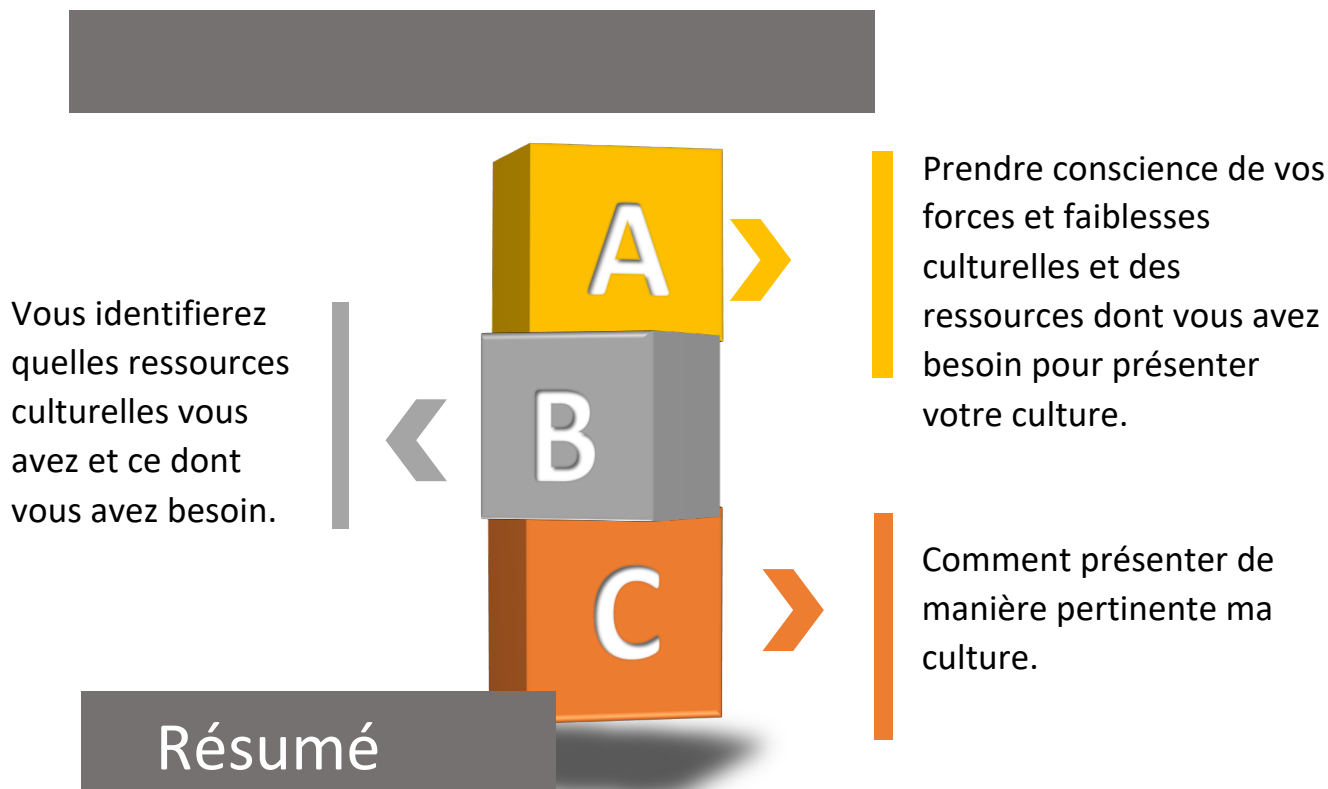 A
Prendre conscience de vos
forces et faiblesses
culturelles et des
ressources dont vous avez
besoin pour présenter
votre culture.
Vous identifierez
quelles ressources
culturelles vous
avez et ce dont
vous avez besoin.
B
C
Comment présenter de
manière pertinente ma
culture.
Résumé